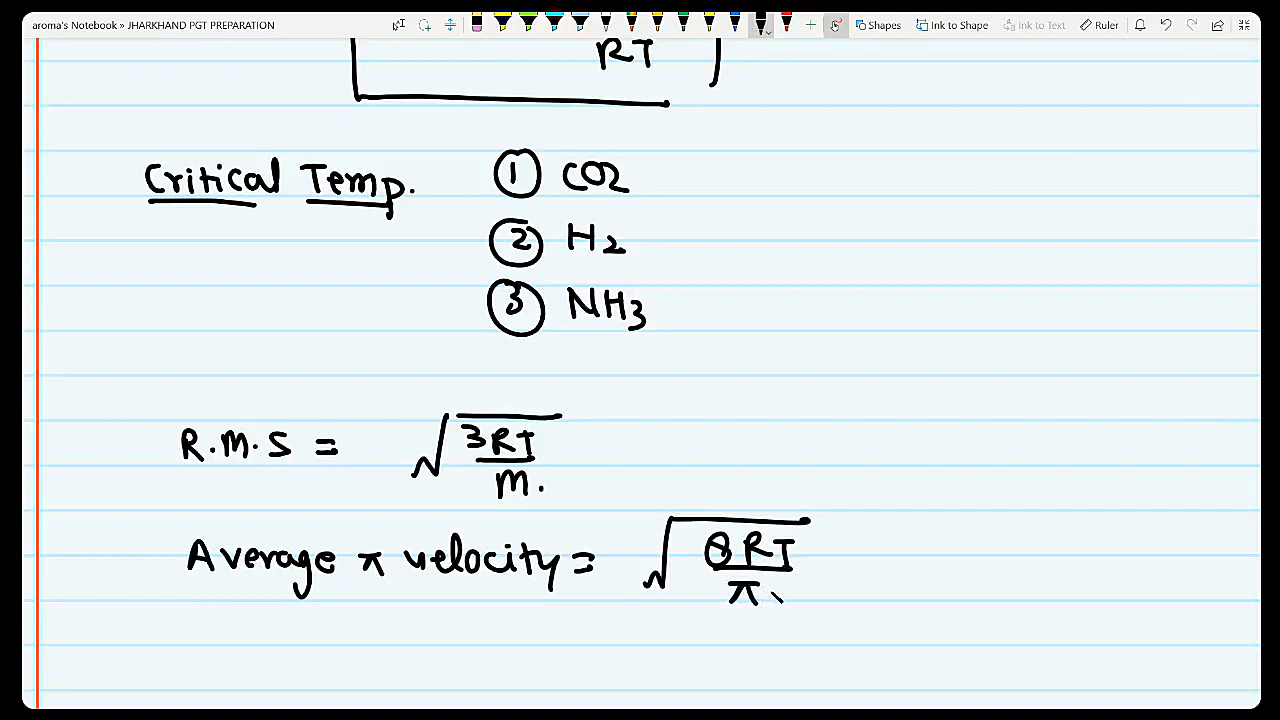 aroma's Notebook » JHARKHAND PGT PREPARATION Shapes Ink to Shape Ink to Text Ruler
RT
Critical Temp. ① CO2
② H2
③ NH3
R.M.S = √3RT/M.
Average π velocity = √8RT/π